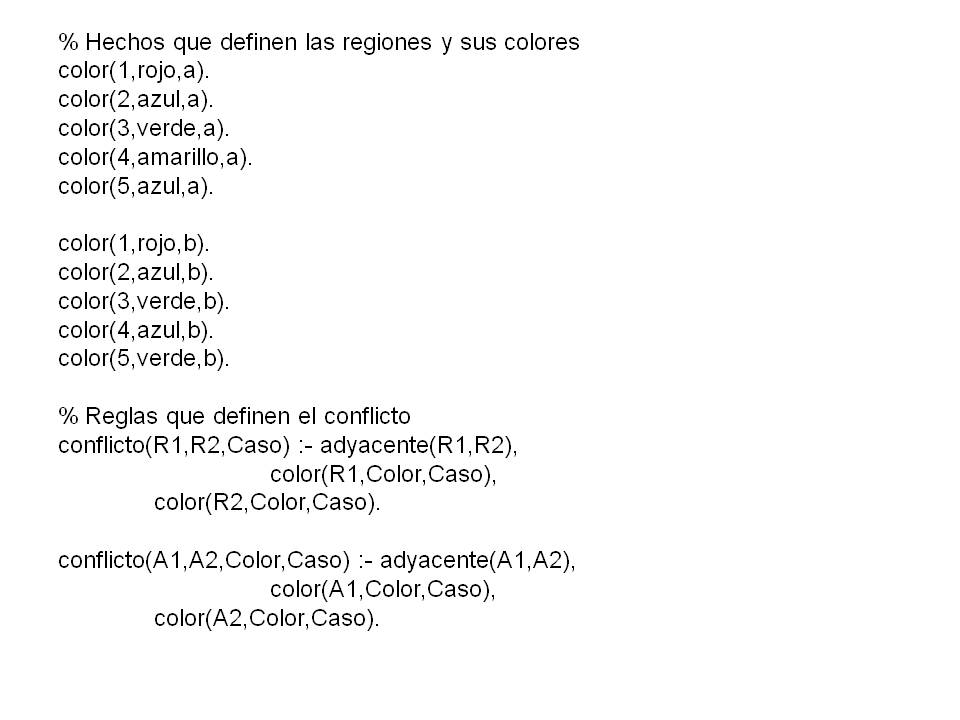 % Hechos que definen las regiones y sus colores
color(1,rojo,a).
color(2,azul,a).
color(3,verde,a).
color(4,amarillo,a).
color(5,azul,a).
color(1,rojo,b).
color(2,azul,b).
color(3,verde,b).
color(4,azul,b).
color(5,verde,b).
% Reglas que definen el conflicto
conflicto(R1,R2,Caso) :- adyacente(R1,R2),
color(R1,Color,Caso),
color(R2,Color,Caso).
conflicto(A1,A2,Color,Caso) :- adyacente(A1,A2),
color(A1,Color,Caso),
color(A2,Color,Caso).